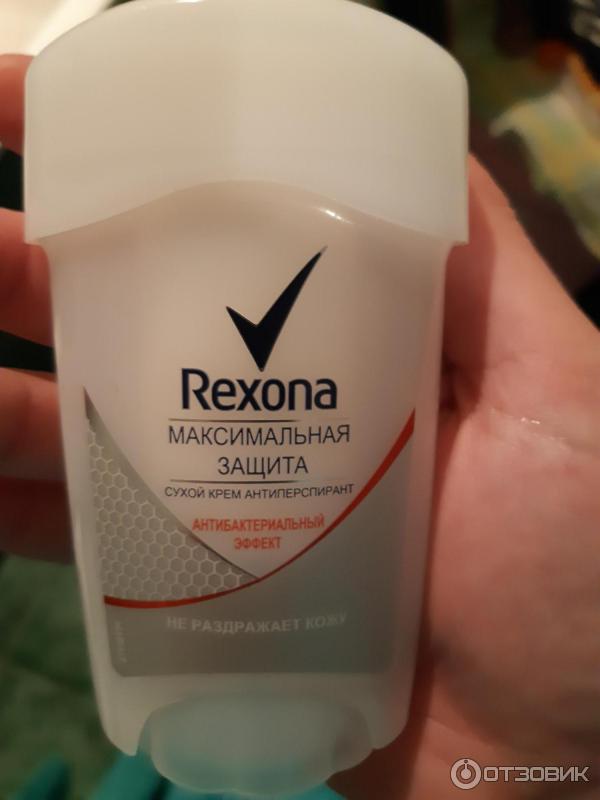 Rexona
МАКСИМАЛЬНАЯ
ЗАЩИТА
СУХОЙ КРЕМ АНТИПЕРСПИРАНТ
АНТИБАКТЕРИАЛЬНЫЙ
ЭФФЕКТ
НЕ РАЗДРАЖАЕТ КОЖУ
ОТЗОВИК